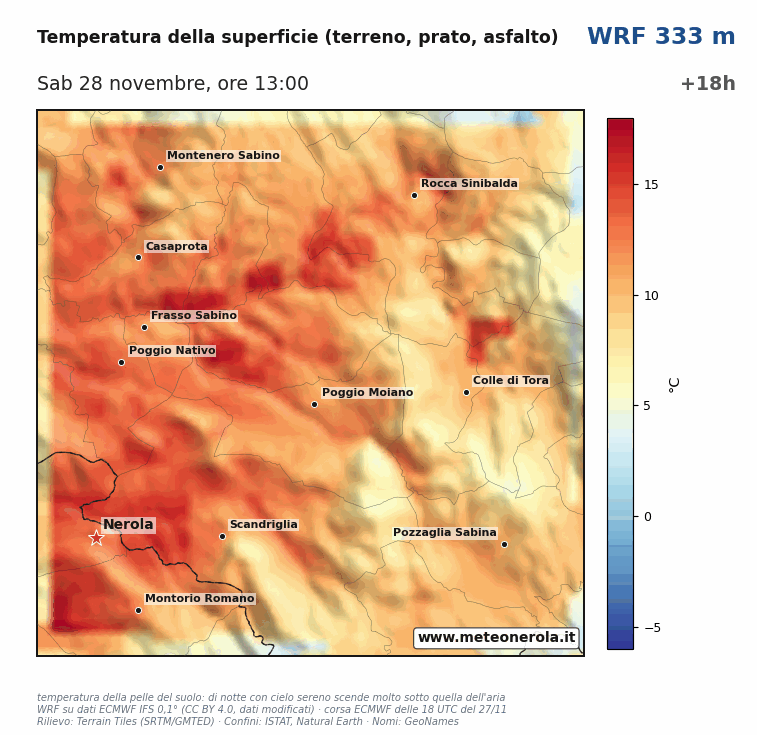 Temperatura della superficie (terreno, prato, asfalto) WRF 333 m
Sab 28 novembre, ore 13:00 +18h
Montenero Sabino
Rocca Sinibalda
Casaprota
Frasso Sabino
Poggio Nativo
Colle di Tora
Poggio Moiano
Nerola
Scandriglia
Pozzaglia Sabina
Montorio Romano
www.meteonerola.it
15
10
5
0
−5
°C
temperatura della pelle del suolo: di notte con cielo sereno scende molto sotto quella dell'aria
WRF su dati ECMWF IFS 0,1° (CC BY 4.0, dati modificati) · corsa ECMWF delle 18 UTC del 27/11
Rilievo: Terrain Tiles (SRTM/GMTED) · Confini: ISTAT, Natural Earth · Nomi: GeoNames